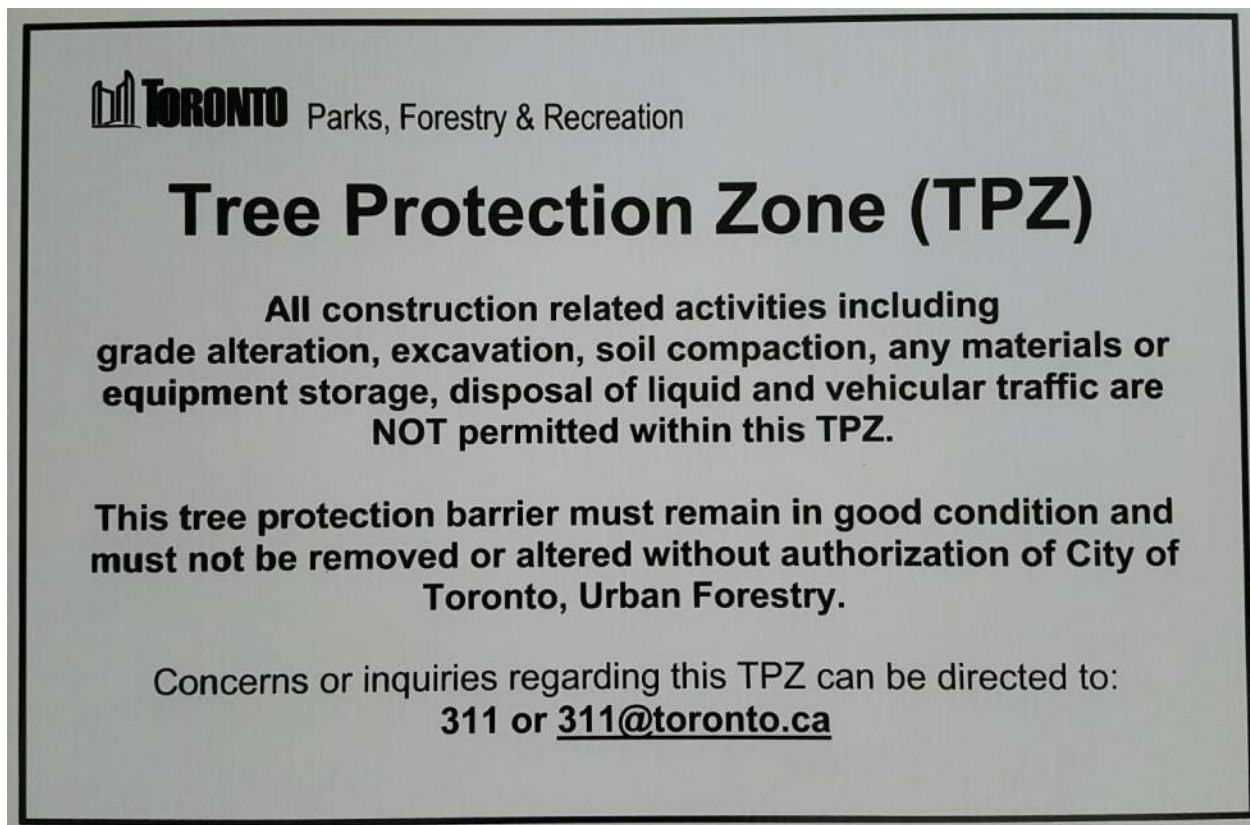 TORONTO Parks, Forestry & Recreation
Tree Protection Zone (TPZ)
All construction related activities including
grade alteration, excavation, soil compaction, any materials or
equipment storage, disposal of liquid and vehicular traffic are
NOT permitted within this TPZ.
This tree protection barrier must remain in good condition and
must not be removed or altered without authorization of City of
Toronto, Urban Forestry.
Concerns or inquiries regarding this TPZ can be directed to:
311 or 311@toronto.ca